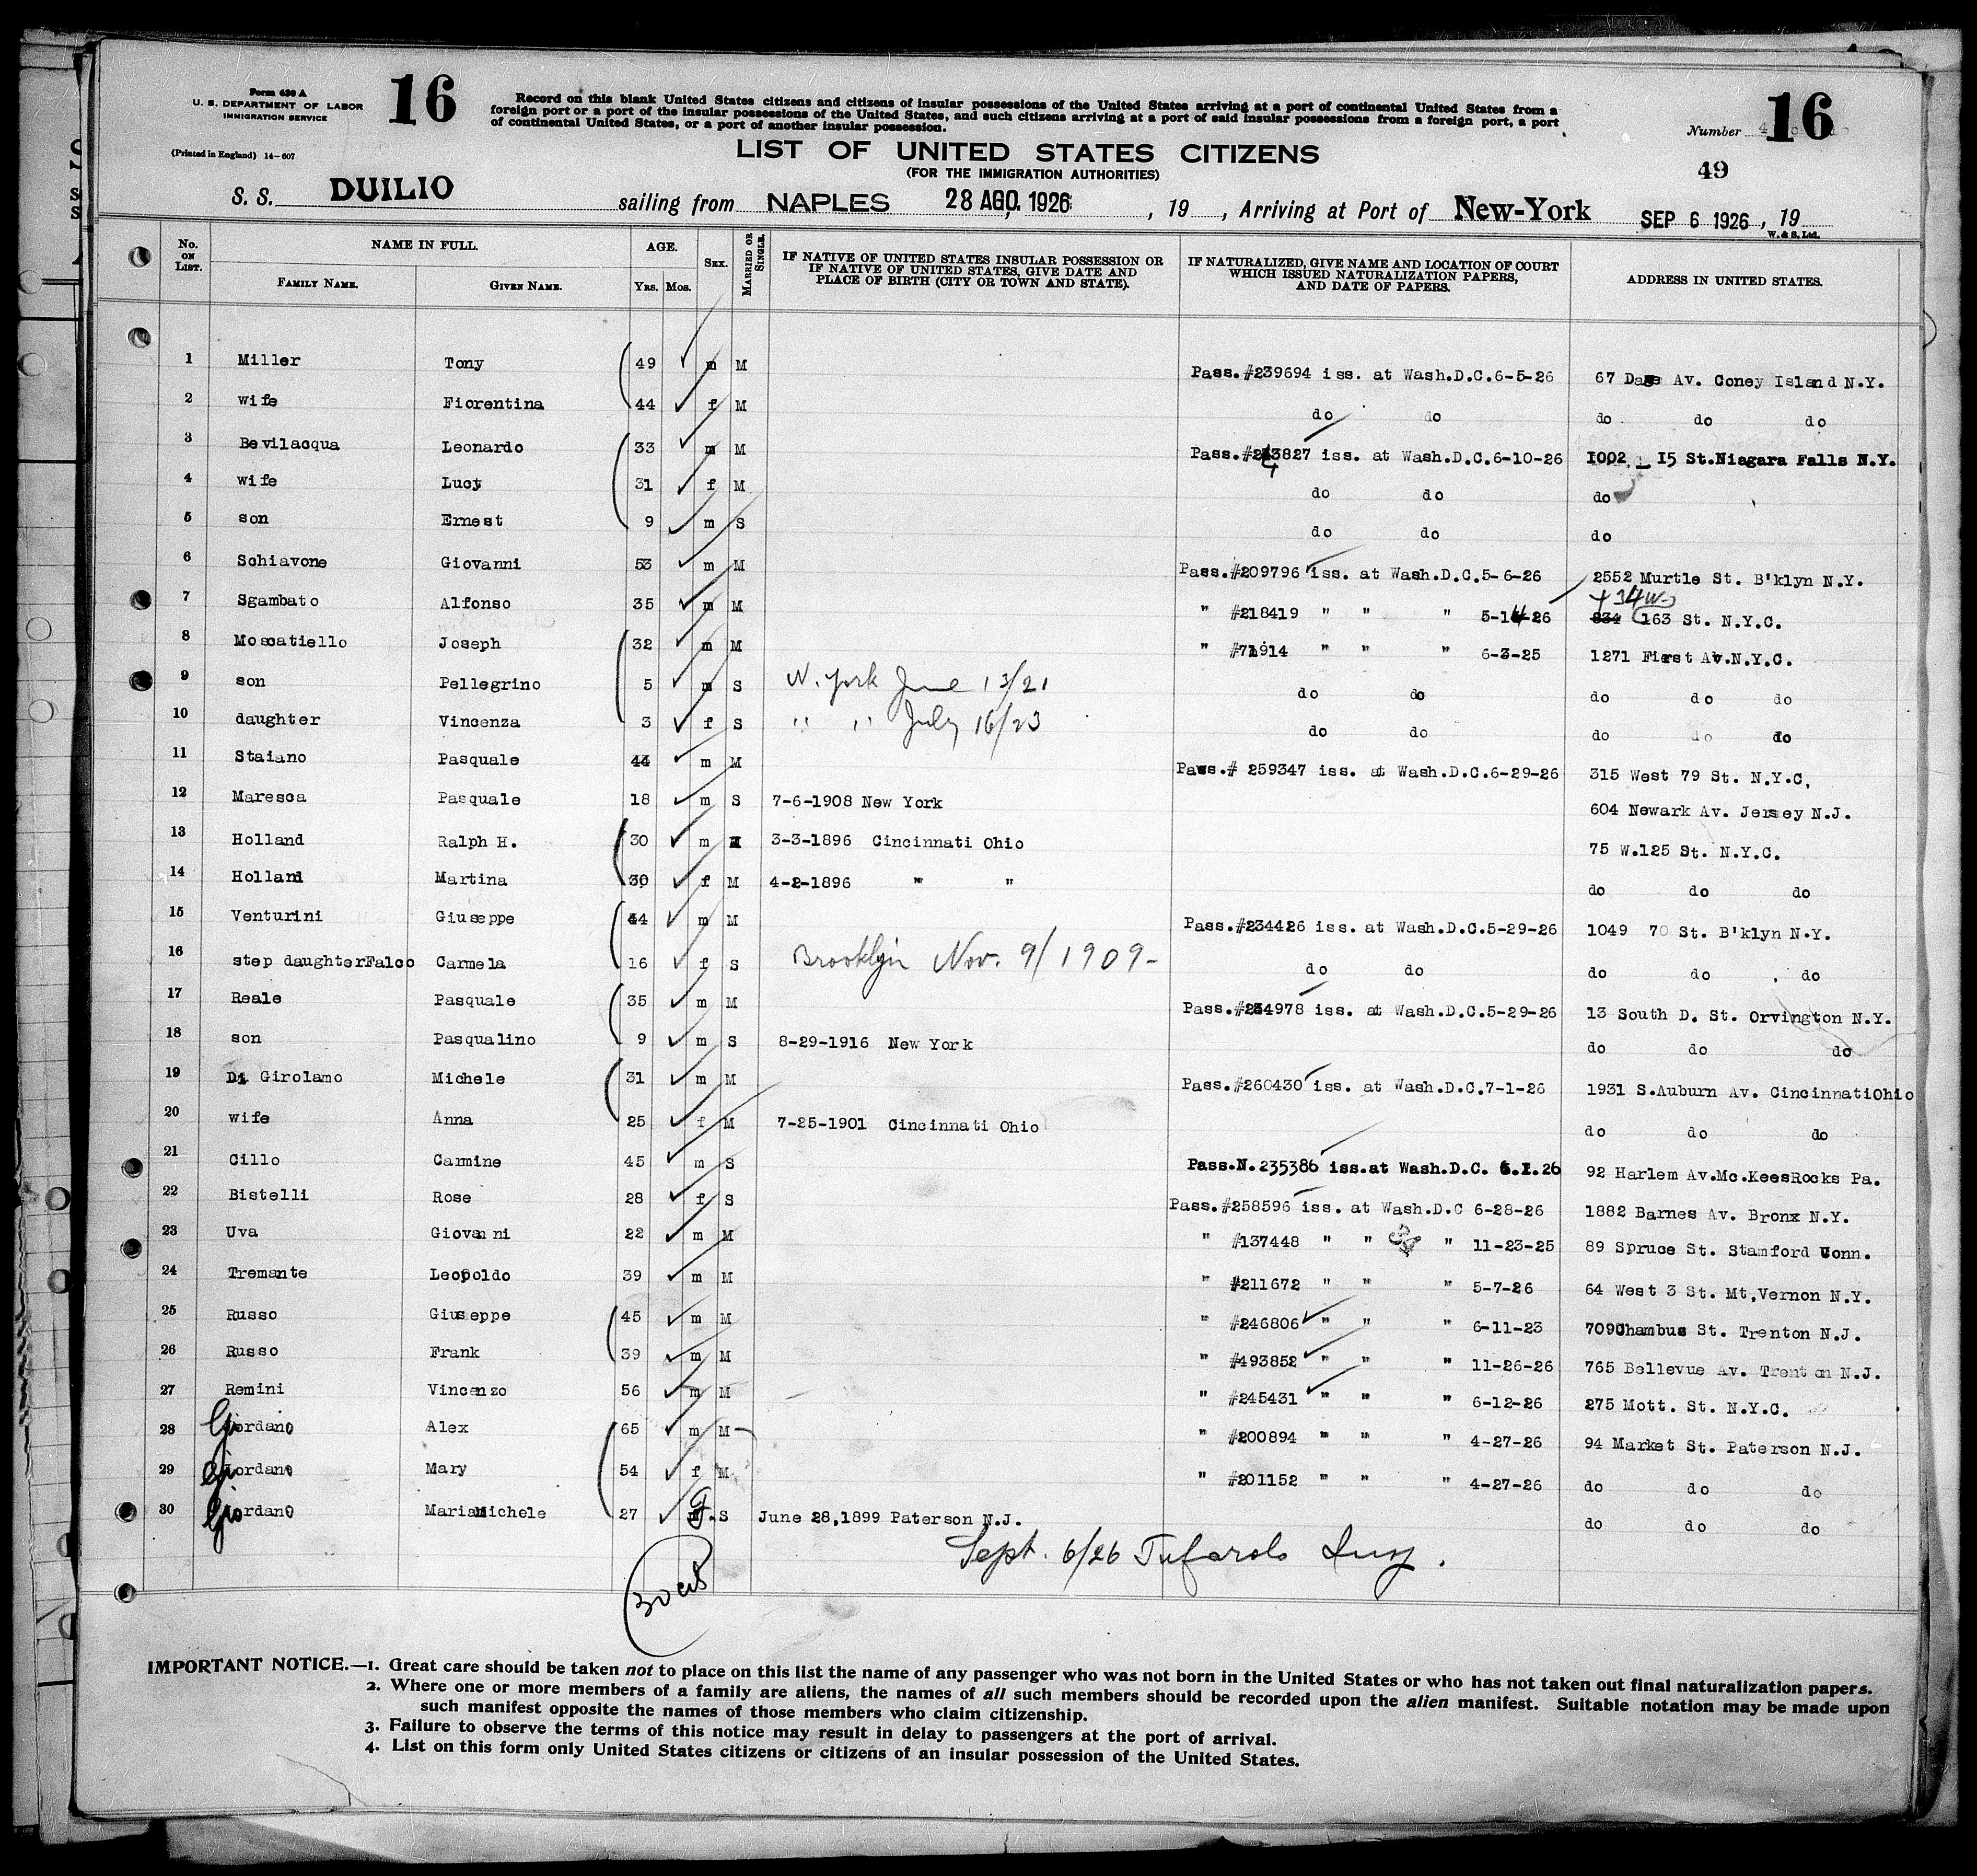 Form 630 A
U. S. DEPARTMENT OF LABOR
IMMIGRATION SERVICE
(Printed in England) 14-607
16
Record on this blank United States citizens and citizens of insular possessions of the United States arriving at a port of continental United States from a
foreign port or a port of the insular possessions of the United States, and such citizens arriving at a port of said insular possessions from a foreign port, a port
of continental United States, or a port of another insular possession.
Number 16
49
LIST OF UNITED STATES CITIZENS
(FOR THE IMMIGRATION AUTHORITIES)
S. S. DUILIO sailing from NAPLES 28 AGO. 1926 , 19 , Arriving at Port of New-York SEP 6 1926 , 19
W. & S. Ltd.
No. ON LIST. NAME IN FULL. FAMILY NAME. GIVEN NAME. AGE. YRS. MOS. SEX. MARRIED OR SINGLE. IF NATIVE OF UNITED STATES INSULAR POSSESSION OR IF NATIVE OF UNITED STATES, GIVE DATE AND PLACE OF BIRTH (CITY OR TOWN AND STATE). IF NATURALIZED, GIVE NAME AND LOCATION OF COURT WHICH ISSUED NATURALIZATION PAPERS, AND DATE OF PAPERS. ADDRESS IN UNITED STATES.
1 Miller Tony 49 m M Pass.#239694 iss. at Wash.D.C.6-5-26 67 Av. Coney Island N.Y.
2 wife Fiorentina 44 f M do do do do do
3 Bevilacqua Leonardo 33 m M Pass.#243827 iss. at Wash.D.C.6-10-26 1002 _ 15 St.Niagara Falls N.Y.
4 wife Lucy 31 f M do do do
5 son Ernest 9 m S do do do
6 Schiavone Giovanni 53 m M Pass.#209796 iss. at Wash.D.C.5-6-26 2552 Murtle St. B'klyn N.Y.
7 Sgambato Alfonso 35 m M " #218419 " " " 5-14-26 834 163 St. N.Y.C.
8 Moscatiello Joseph 32 m M " #71914 " " " 6-3-25 1271 First Av.N.Y.C.
9 son Pellegrino 5 m S N. York June 13/21 do do do do do
10 daughter Vincenza 3 f S " " July 16/23 do do do do do
11 Staiano Pasquale 44 m M Pass.# 259347 iss. at Wash.D.C.6-29-26 315 West 79 St. N.Y.C,
12 Maresca Pasquale 18 m S 7-6-1908 New York 604 Newark Av. Jersey N.J.
13 Holland Ralph H. 30 m M 3-3-1896 Cincinnati Ohio 75 W.125 St. N.Y.C.
14 Holland Martina 30 f M 4-2-1896 " " do do do
15 Venturini Giuseppe 44 m M Pass.#234426 iss. at Wash.D.C.5-29-26 1049 70 St. B'klyn N.Y.
16 step daughterFalco Carmela 16 f S Brooklyn Nov. 9/1909- do do do do do
17 Reale Pasquale 35 m M Pass.#234978 iss. at Wash.D.C.5-29-26 13 South D. St. Orvington N.Y.
18 son Pasqualino 9 m S 8-29-1916 New York do do do
19 Di Girolamo Michele 31 m M Pass.#260430 iss. at Wash.D.C.7-1-26 1931 S.Auburn Av. CincinnatiOhio
20 wife Anna 25 f M 7-25-1901 Cincinnati Ohio do do do
21 Cillo Carmine 45 m S Pass.N. 235386 iss.at Wash.D.C. 6.1.26 92 Harlem Av.Mc.KeesRocks Pa.
22 Bistelli Rose 28 f S Pass.#258596 iss. at Wash.D.C 6-28-26 1882 Barnes Av. Bronx N.Y.
23 Uva Giovanni 22 m M " #137448 " " " 11-23-25 89 Spruce St. Stamford Conn.
24 Tremante Leopoldo 39 m M " #211672 " " " 5-7-26 64 West 3 St. Mt,Vernon N.Y.
25 Russo Giuseppe 45 m M " #246806 " " " 6-11-23 709Chambus St. Trenton N.J.
26 Russo Frank 39 m M " #493852 " " " 11-26-26 765 Bellevue Av. Trenton N.J.
27 Remini Vincenzo 56 m M " #245431 " " " 6-12-26 275 Mott. St. N.Y.C.
28 Giordano Alex 65 m M " #200894 " " " 4-27-26 94 Market St. Paterson N.J.
29 Giordano Mary 54 f M " #201152 " " " 4-27-26 do do do
30 Giordano MariaMichele 27 f. S June 28,1899 Paterson N.J. do do do
Sept. 6/26
IMPORTANT NOTICE.—1. Great care should be taken not to place on this list the name of any passenger who was not born in the United States or who has not taken out final naturalization papers.
2. Where one or more members of a family are aliens, the names of all such members should be recorded upon the alien manifest. Suitable notation may be made upon
such manifest opposite the names of those members who claim citizenship.
3. Failure to observe the terms of this notice may result in delay to passengers at the port of arrival.
4. List on this form only United States citizens or citizens of an insular possession of the United States.